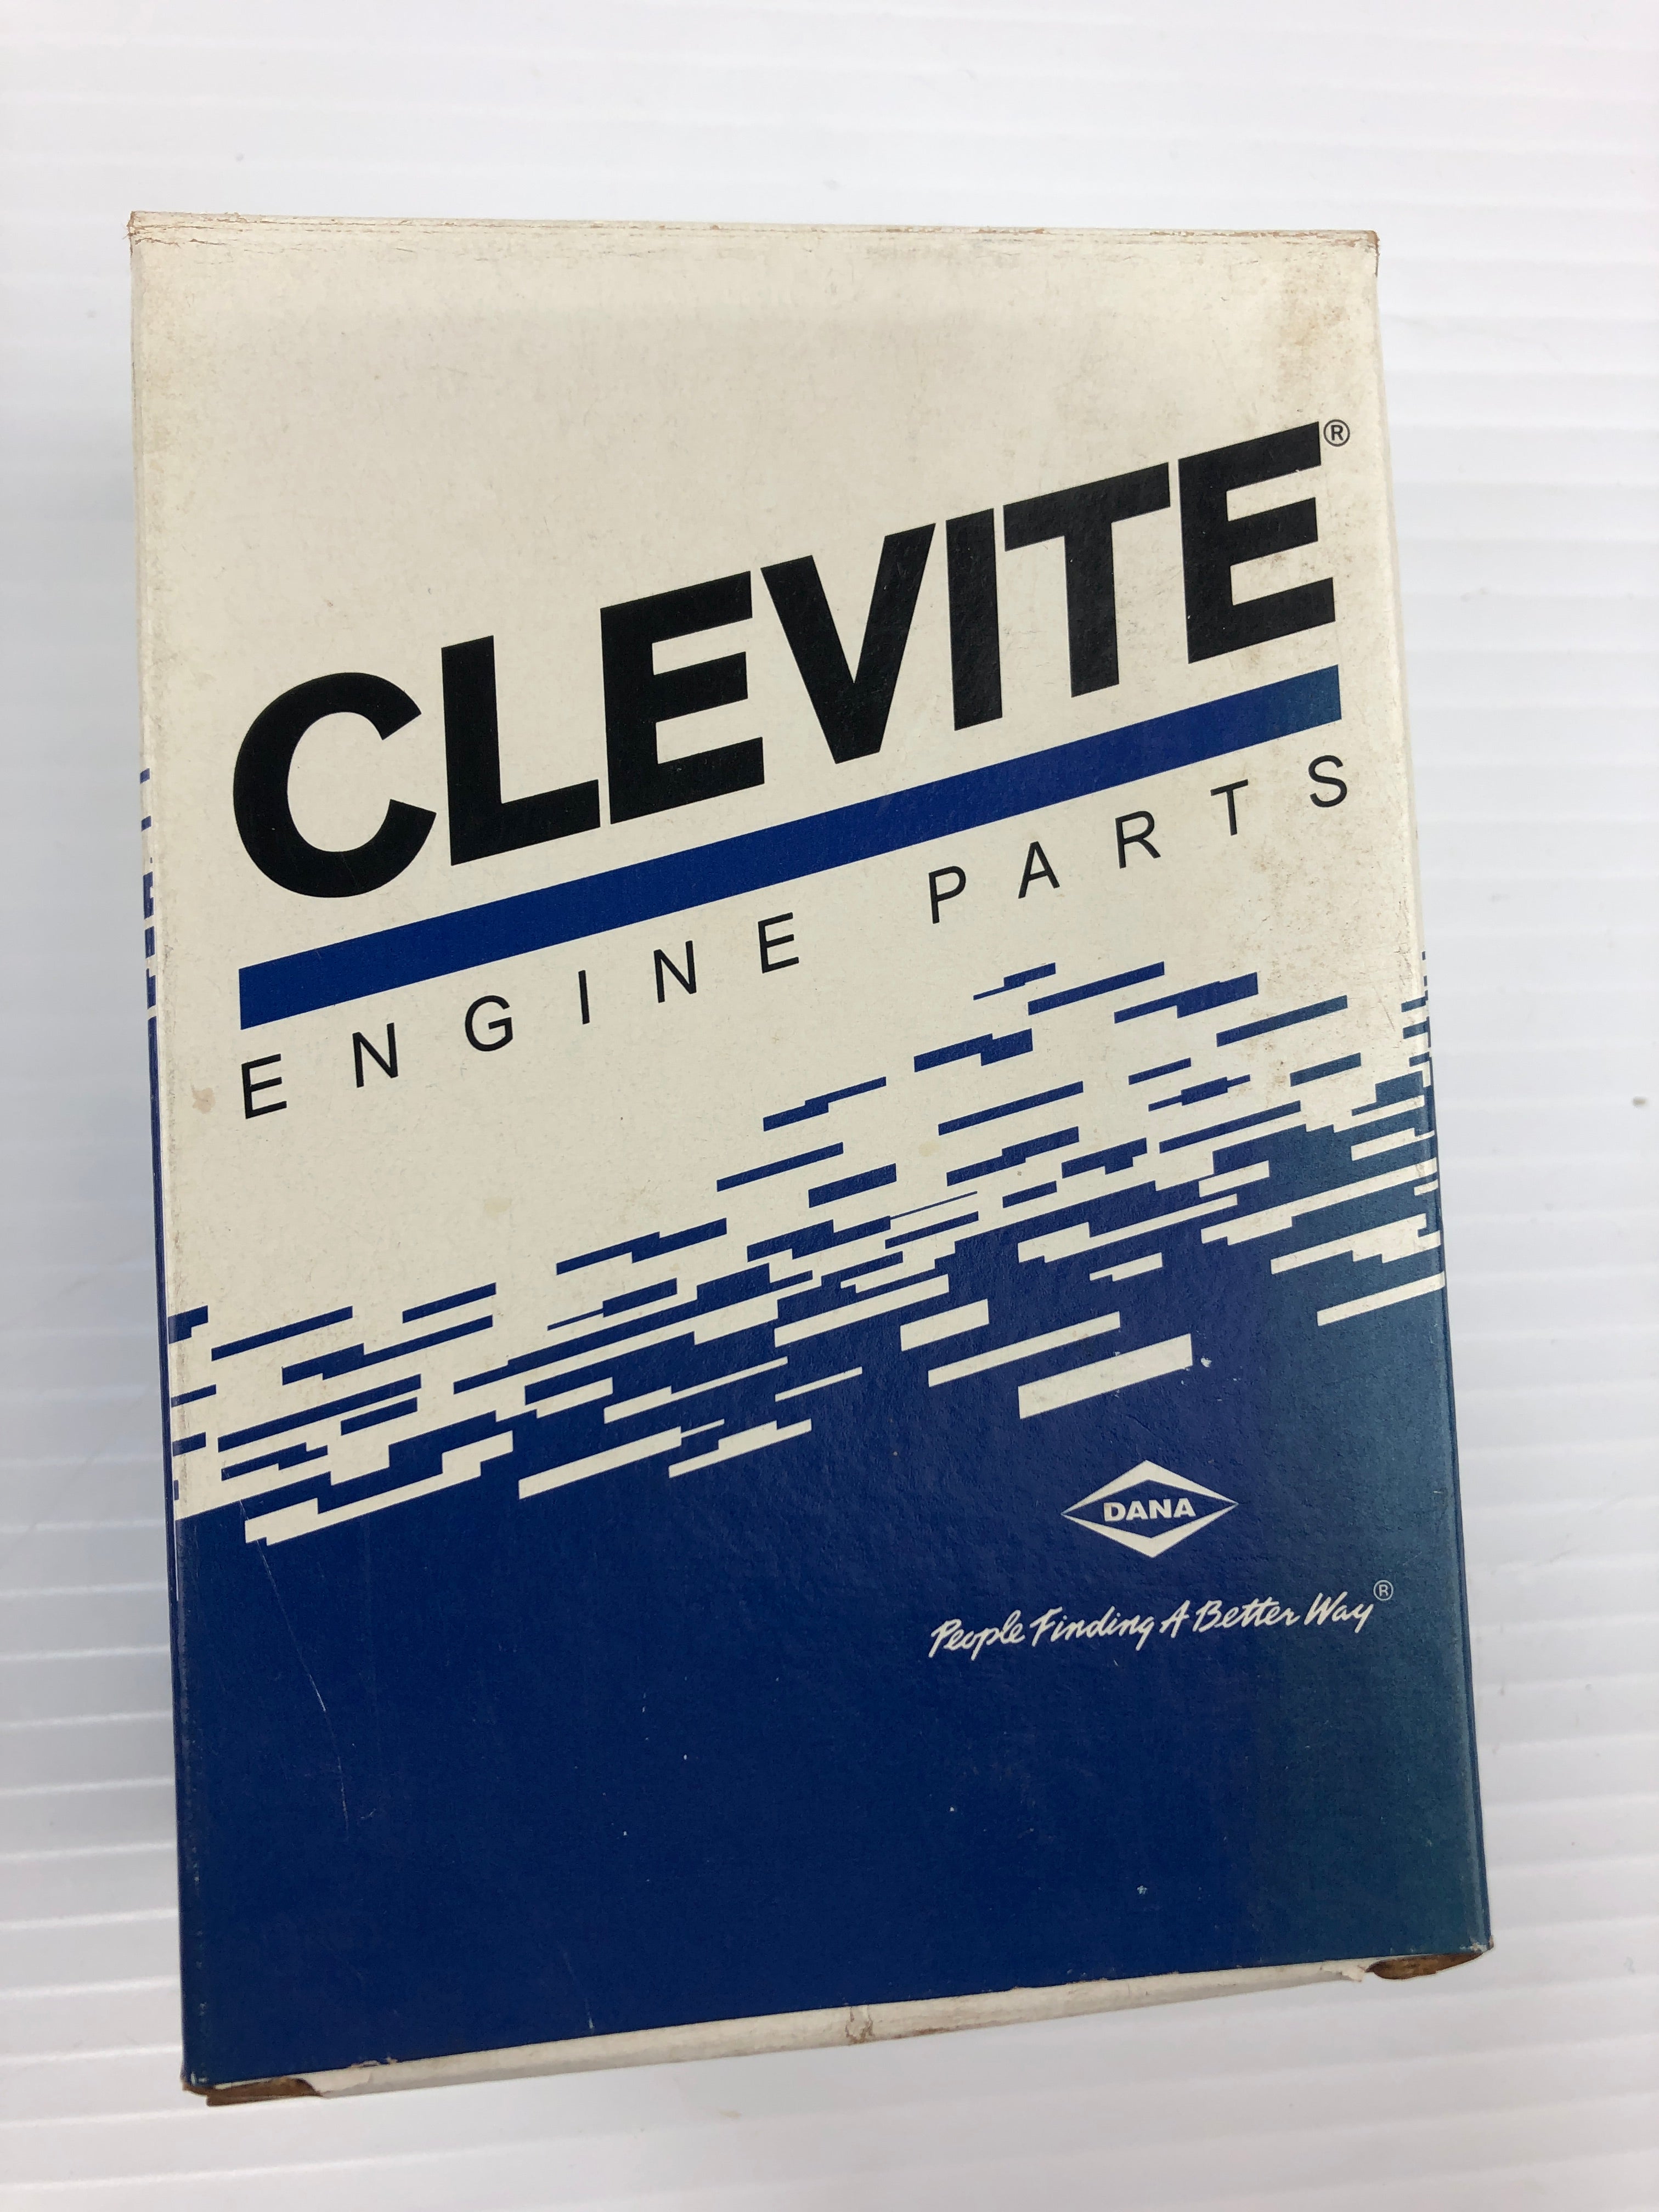 CLEVITE®
ENGINE PARTS
DANA
People Finding A Better Way®